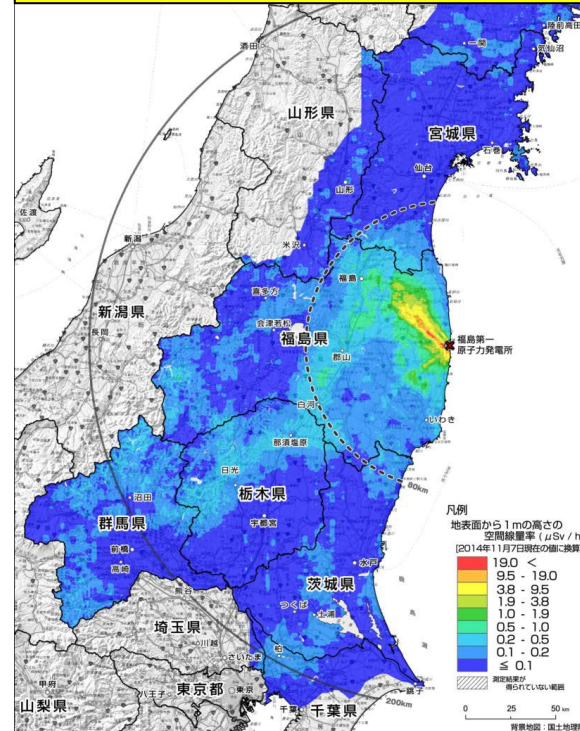 陸前高田
一関
気仙沼
酒田
山形県
宮城県
石巻
仙台
山形
佐渡
新潟
米沢
福島
喜多方
新潟県
会津若松
長岡
福島県
福島第一
原子力発電所
郡山
白河
いわき
那須塩原
日光
80km
沼田
栃木県
群馬県
宇都宮
前橋
高崎
水戸
熊谷
茨城県
つくば
土浦
埼玉県
川越
さいたま
柏
甲府
東京都
東京
八王子
山梨県
千葉
千葉県
200km
銚子
凡例
地表面から1mの高さの
空間線量率(μSv/h
[2014年11月7日現在の値に換算
19.0 <
9.5 - 19.0
3.8 - 9.5
1.9 - 3.8
1.0 - 1.9
0.5 - 1.0
0.2 - 0.5
0.1 - 0.2
≤ 0.1
測定結果が
得られていない範囲
0 25 50 km
背景地図:国土地理院